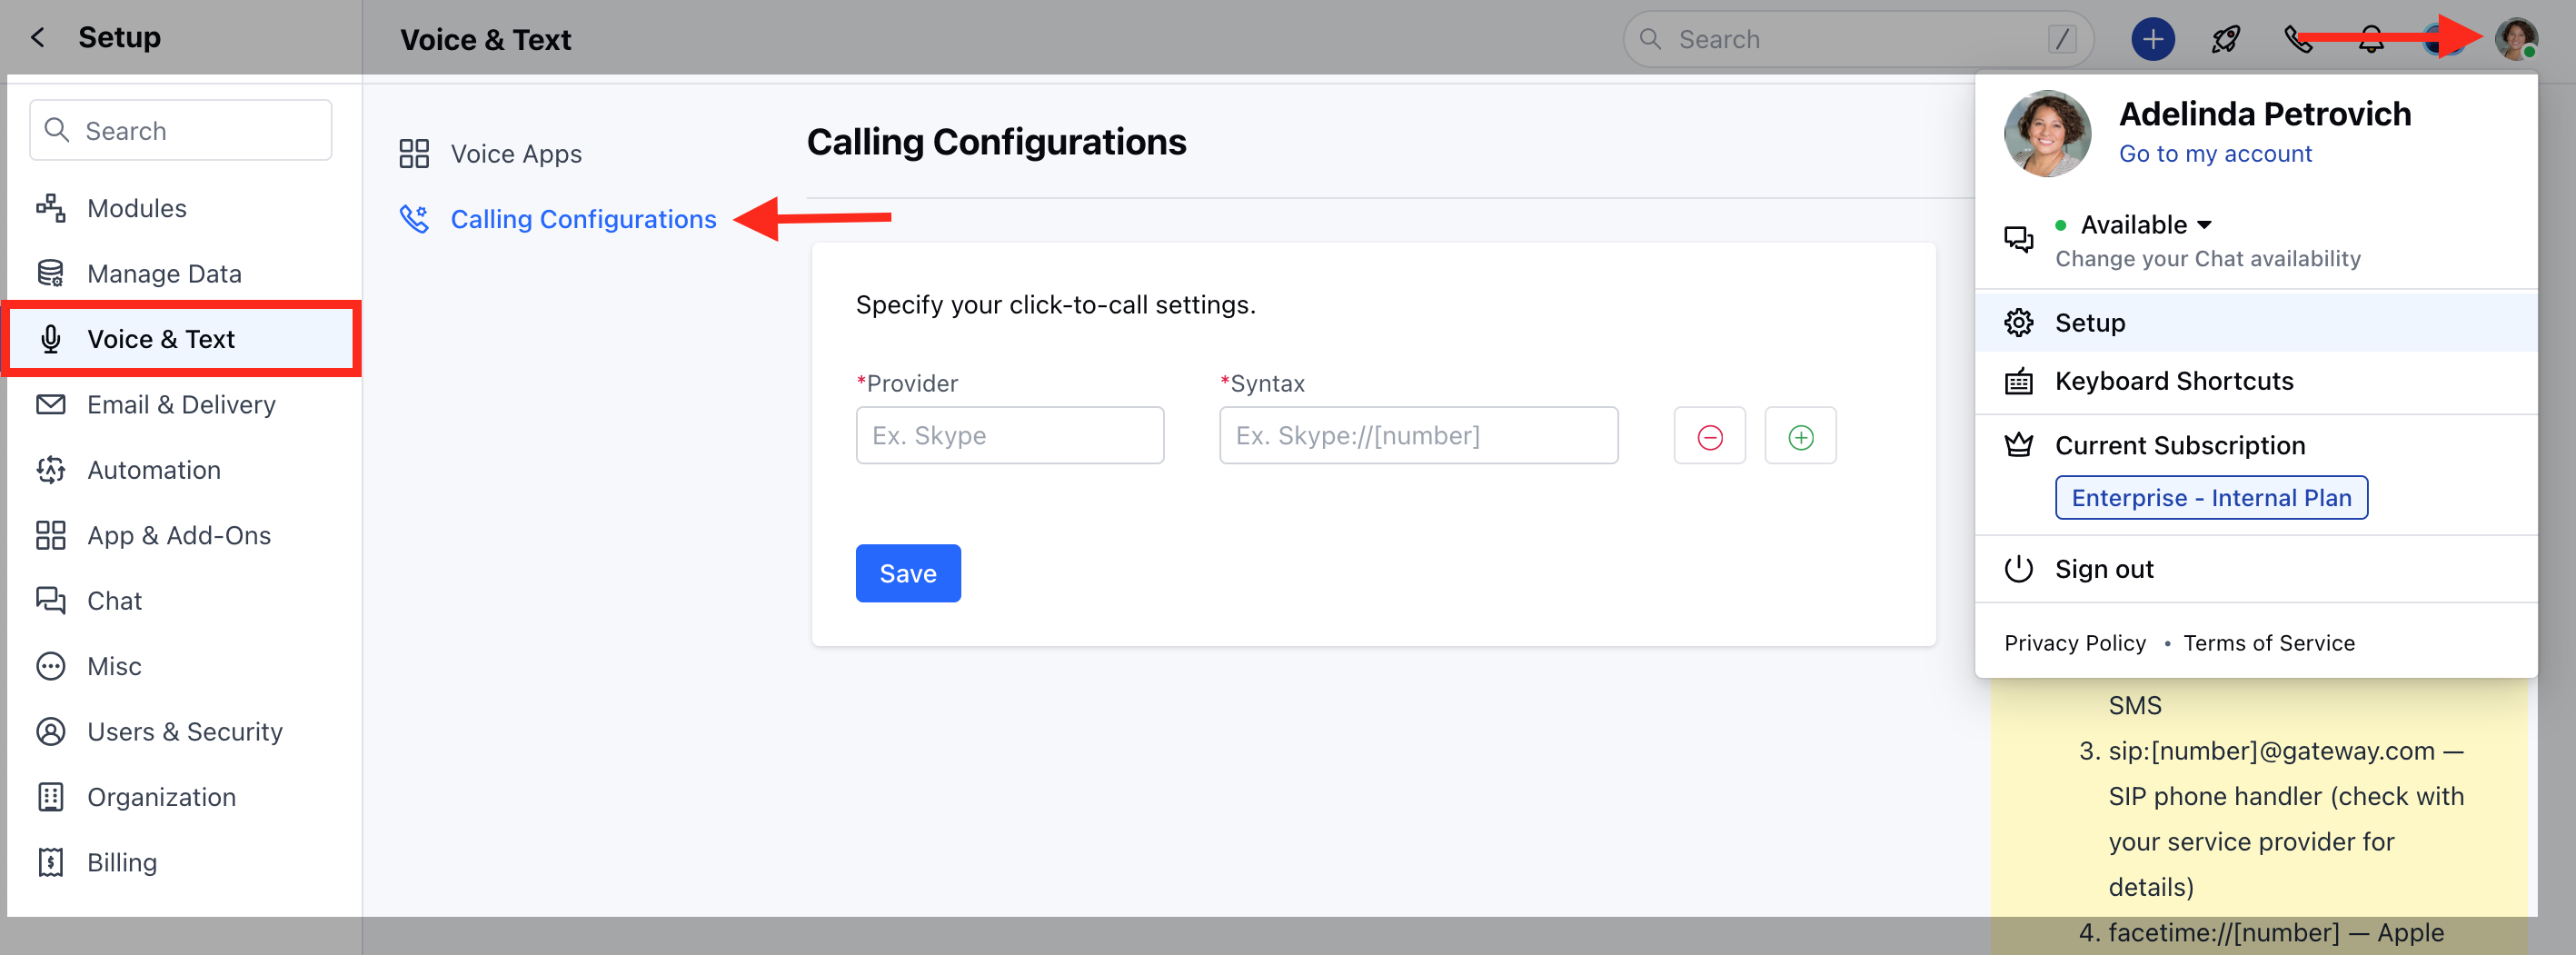 Setup
Voice & Text
Search /
Search
Modules
Manage Data
Voice & Text
Email & Delivery
Automation
App & Add-Ons
Chat
Misc
Users & Security
Organization
Billing
Voice Apps
Calling Configurations
Calling Configurations
Specify your click-to-call settings.
*Provider
*Syntax
Ex. Skype
Ex. Skype://[number]
Save
Adelinda Petrovich
Go to my account
Available
Change your Chat availability
Setup
Keyboard Shortcuts
Current Subscription
Enterprise - Internal Plan
Sign out
Privacy Policy • Terms of Service
SMS
3. sip:[number]@gateway.com —
SIP phone handler (check with
your service provider for
details)
4. facetime://[number] — Apple